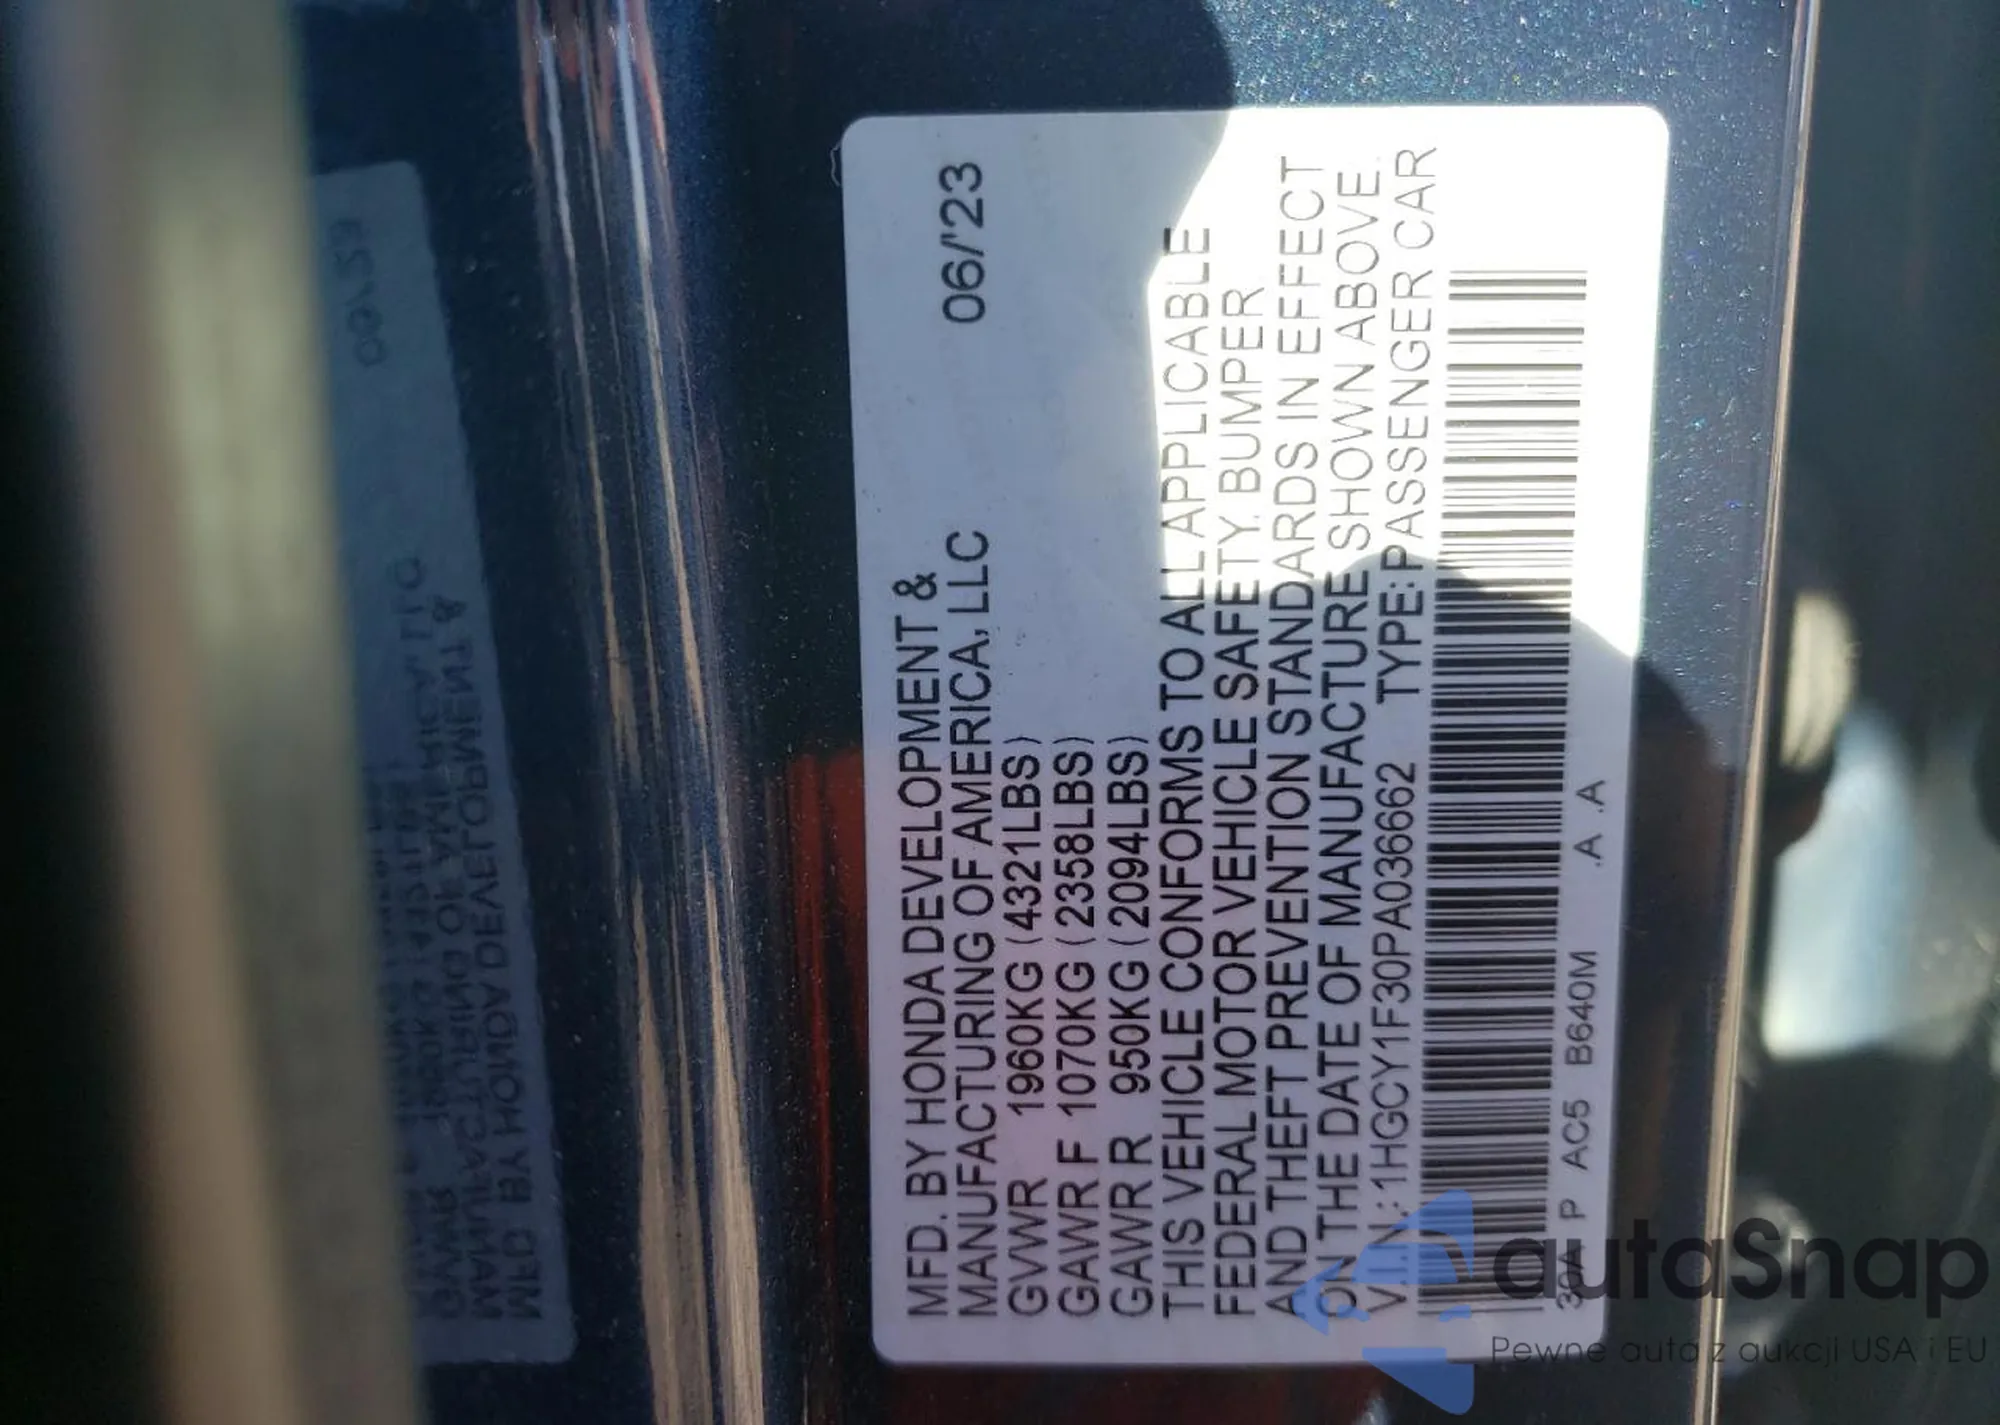 MFD. BY HONDA DEVELOPMENT &
MANUFACTURING OF AMERICA, LLC 06/'23
GVWR 1960KG (4321LBS)
GAWR F 1070KG (2358LBS)
GAWR R 950KG (2094LBS)
THIS VEHICLE CONFORMS TO ALL APPLICABLE
FEDERAL MOTOR VEHICLE SAFETY, BUMPER
AND THEFT PREVENTION STANDARDS IN EFFECT
ON THE DATE OF MANUFACTURE SHOWN ABOVE.
V.I.N.: 1HGCY1F30PA036662 TYPE: PASSENGER CAR
30A P AC5 B640M .A .A
autaSnap
Pewne auta z aukcji USA i EU